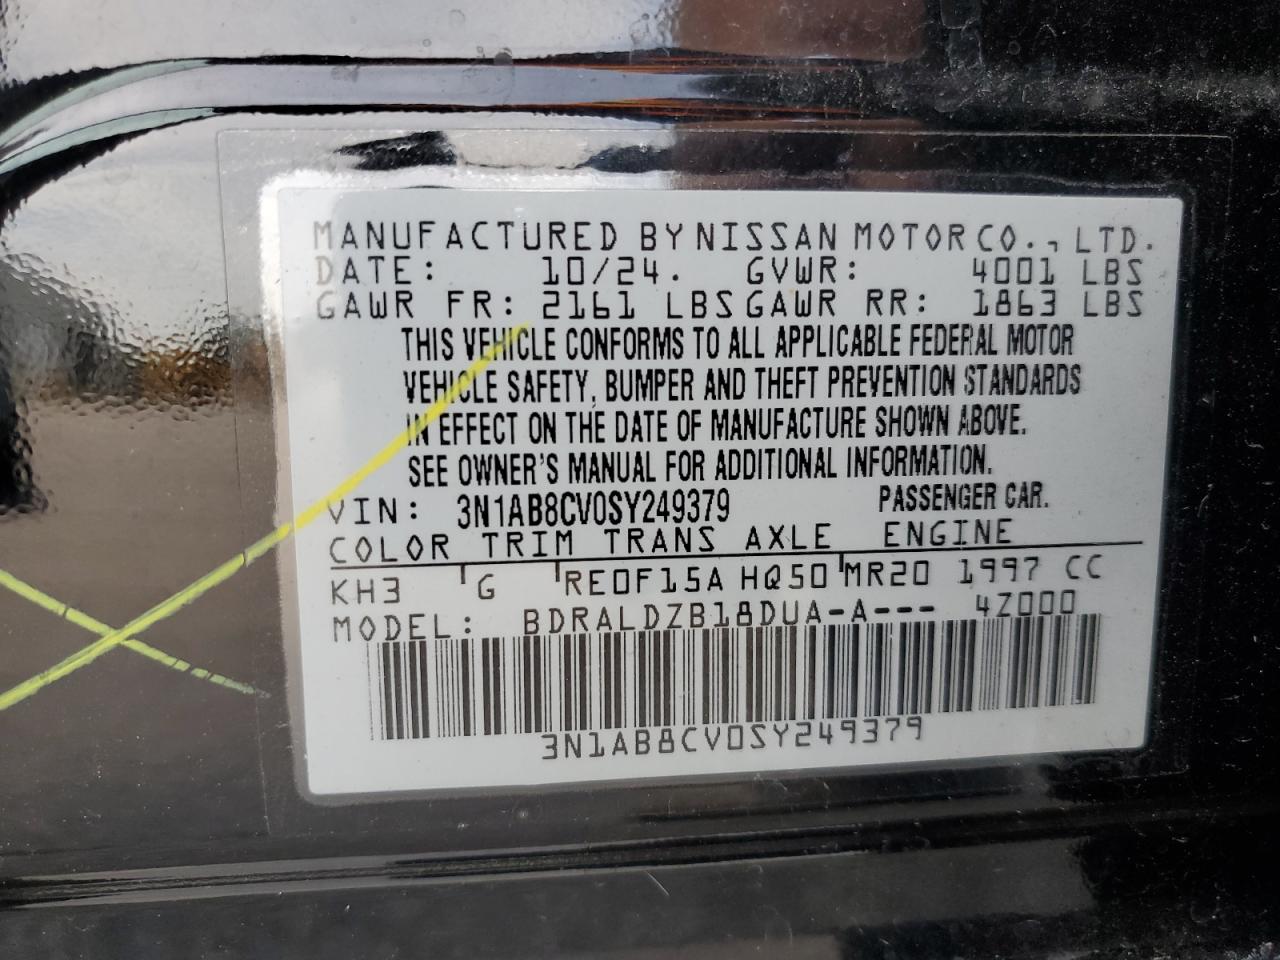 MANUFACTURED BY NISSAN MOTOR CO., LTD.
DATE: 10/24. GVWR: 4001 LBS
GAWR FR: 2161 LBS GAWR RR: 1863 LBS
THIS VEHICLE CONFORMS TO ALL APPLICABLE FEDERAL MOTOR
VEHICLE SAFETY, BUMPER AND THEFT PREVENTION STANDARDS
IN EFFECT ON THE DATE OF MANUFACTURE SHOWN ABOVE.
SEE OWNER'S MANUAL FOR ADDITIONAL INFORMATION.
VIN: 3N1AB8CV0SY249379 PASSENGER CAR.
COLOR TRIM TRANS AXLE ENGINE
KH3 G RE0F15A HQ50 MR20 1997 CC
MODEL: BDRALDZB18DUA-A--- 4Z000
3N1AB8CV0SY249379